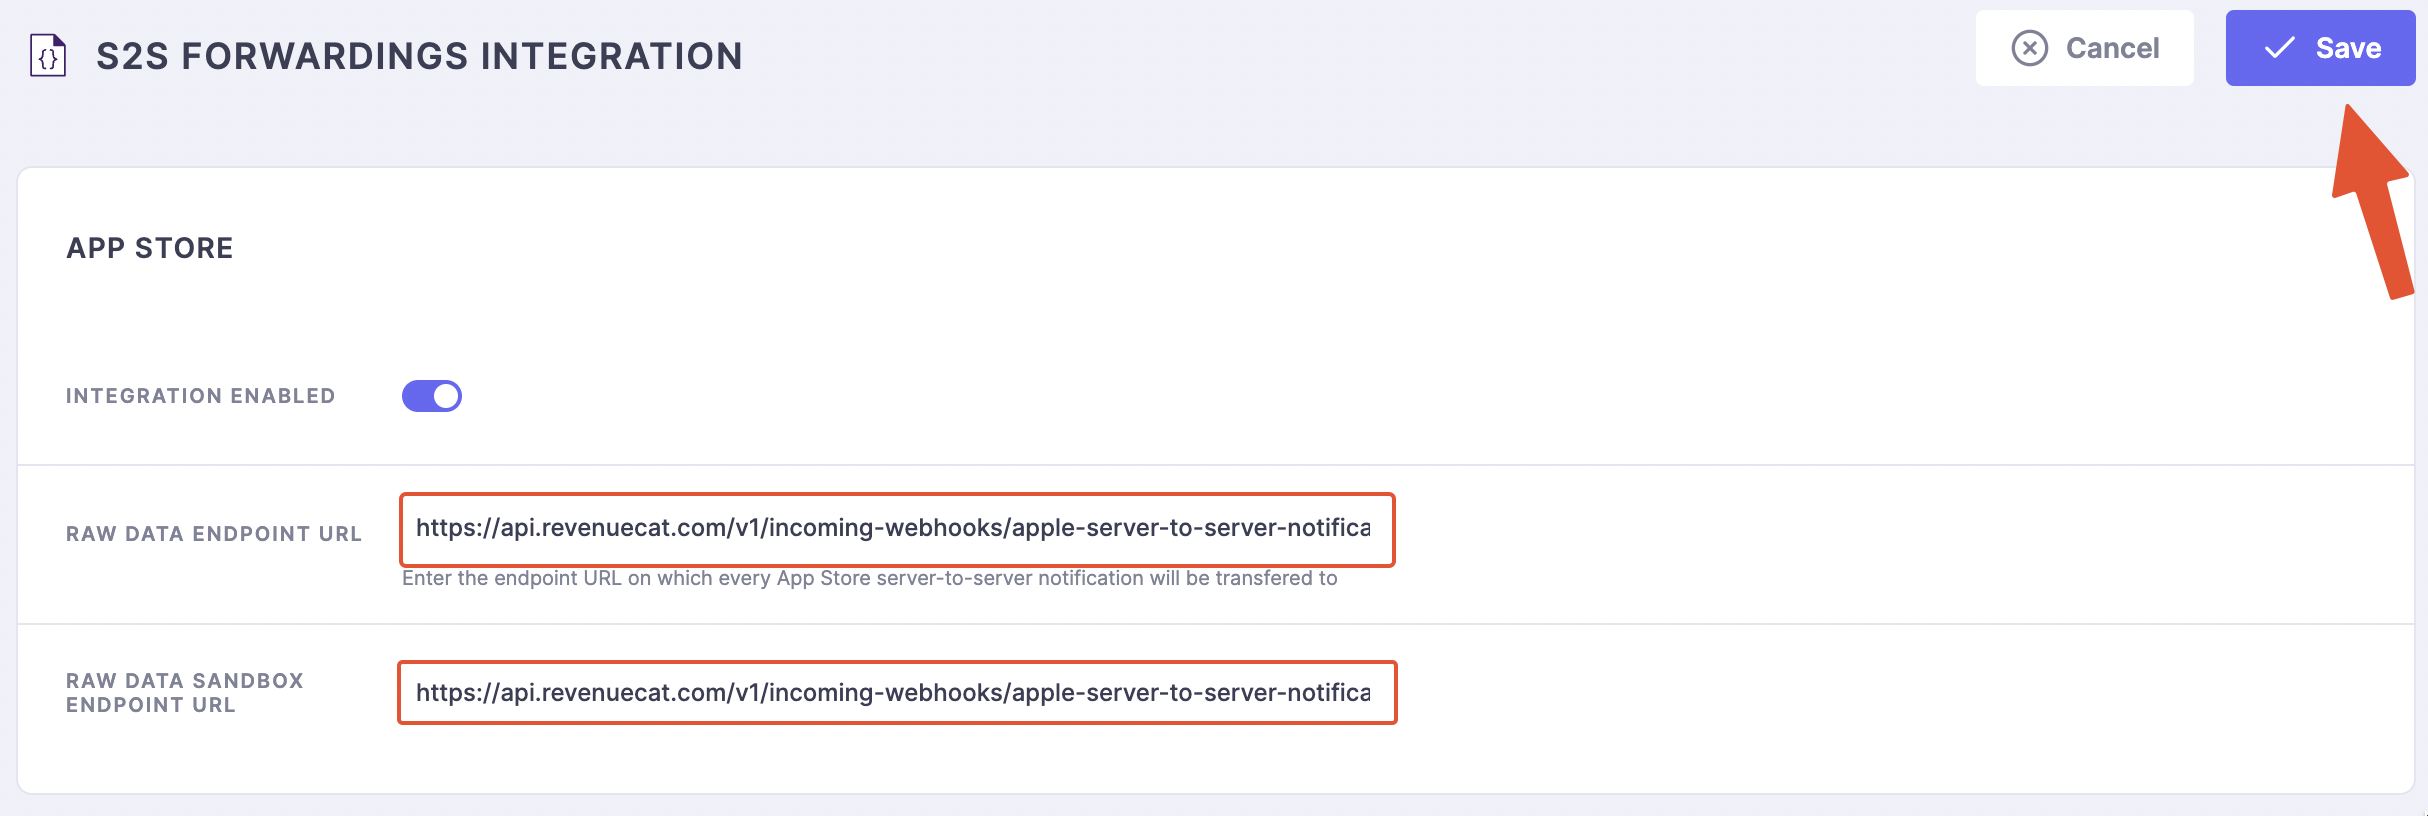 {}
S2S FORWARDINGS INTEGRATION
Cancel
Save
APP STORE
INTEGRATION ENABLED
RAW DATA ENDPOINT URL
https://api.revenuecat.com/v1/incoming-webhooks/apple-server-to-server-notifica
Enter the endpoint URL on which every App Store server-to-server notification will be transfered to
RAW DATA SANDBOX
ENDPOINT URL
https://api.revenuecat.com/v1/incoming-webhooks/apple-server-to-server-notifica